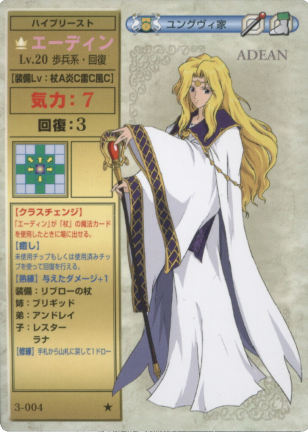 ハイプリースト
エーディン
Lv.20 歩兵系・回復
[装備Lv：杖A炎C雷C風C]
気力：7
回復：3
ユングヴィ家
ADEAN
【クラスチェンジ】
「エーディン」が「杖」の魔法カード
を使用したときに場に出せる。
【癒し】
未使用チップもしくは使用済みチッ
プを使って回復を行える。
【熟練】与えたダメージ+1
装備：リブローの杖
姉：ブリギッド
弟：アンドレイ
子：レスター
ラナ
【修練】手札から山札に戻して1ドロー
3-004
★